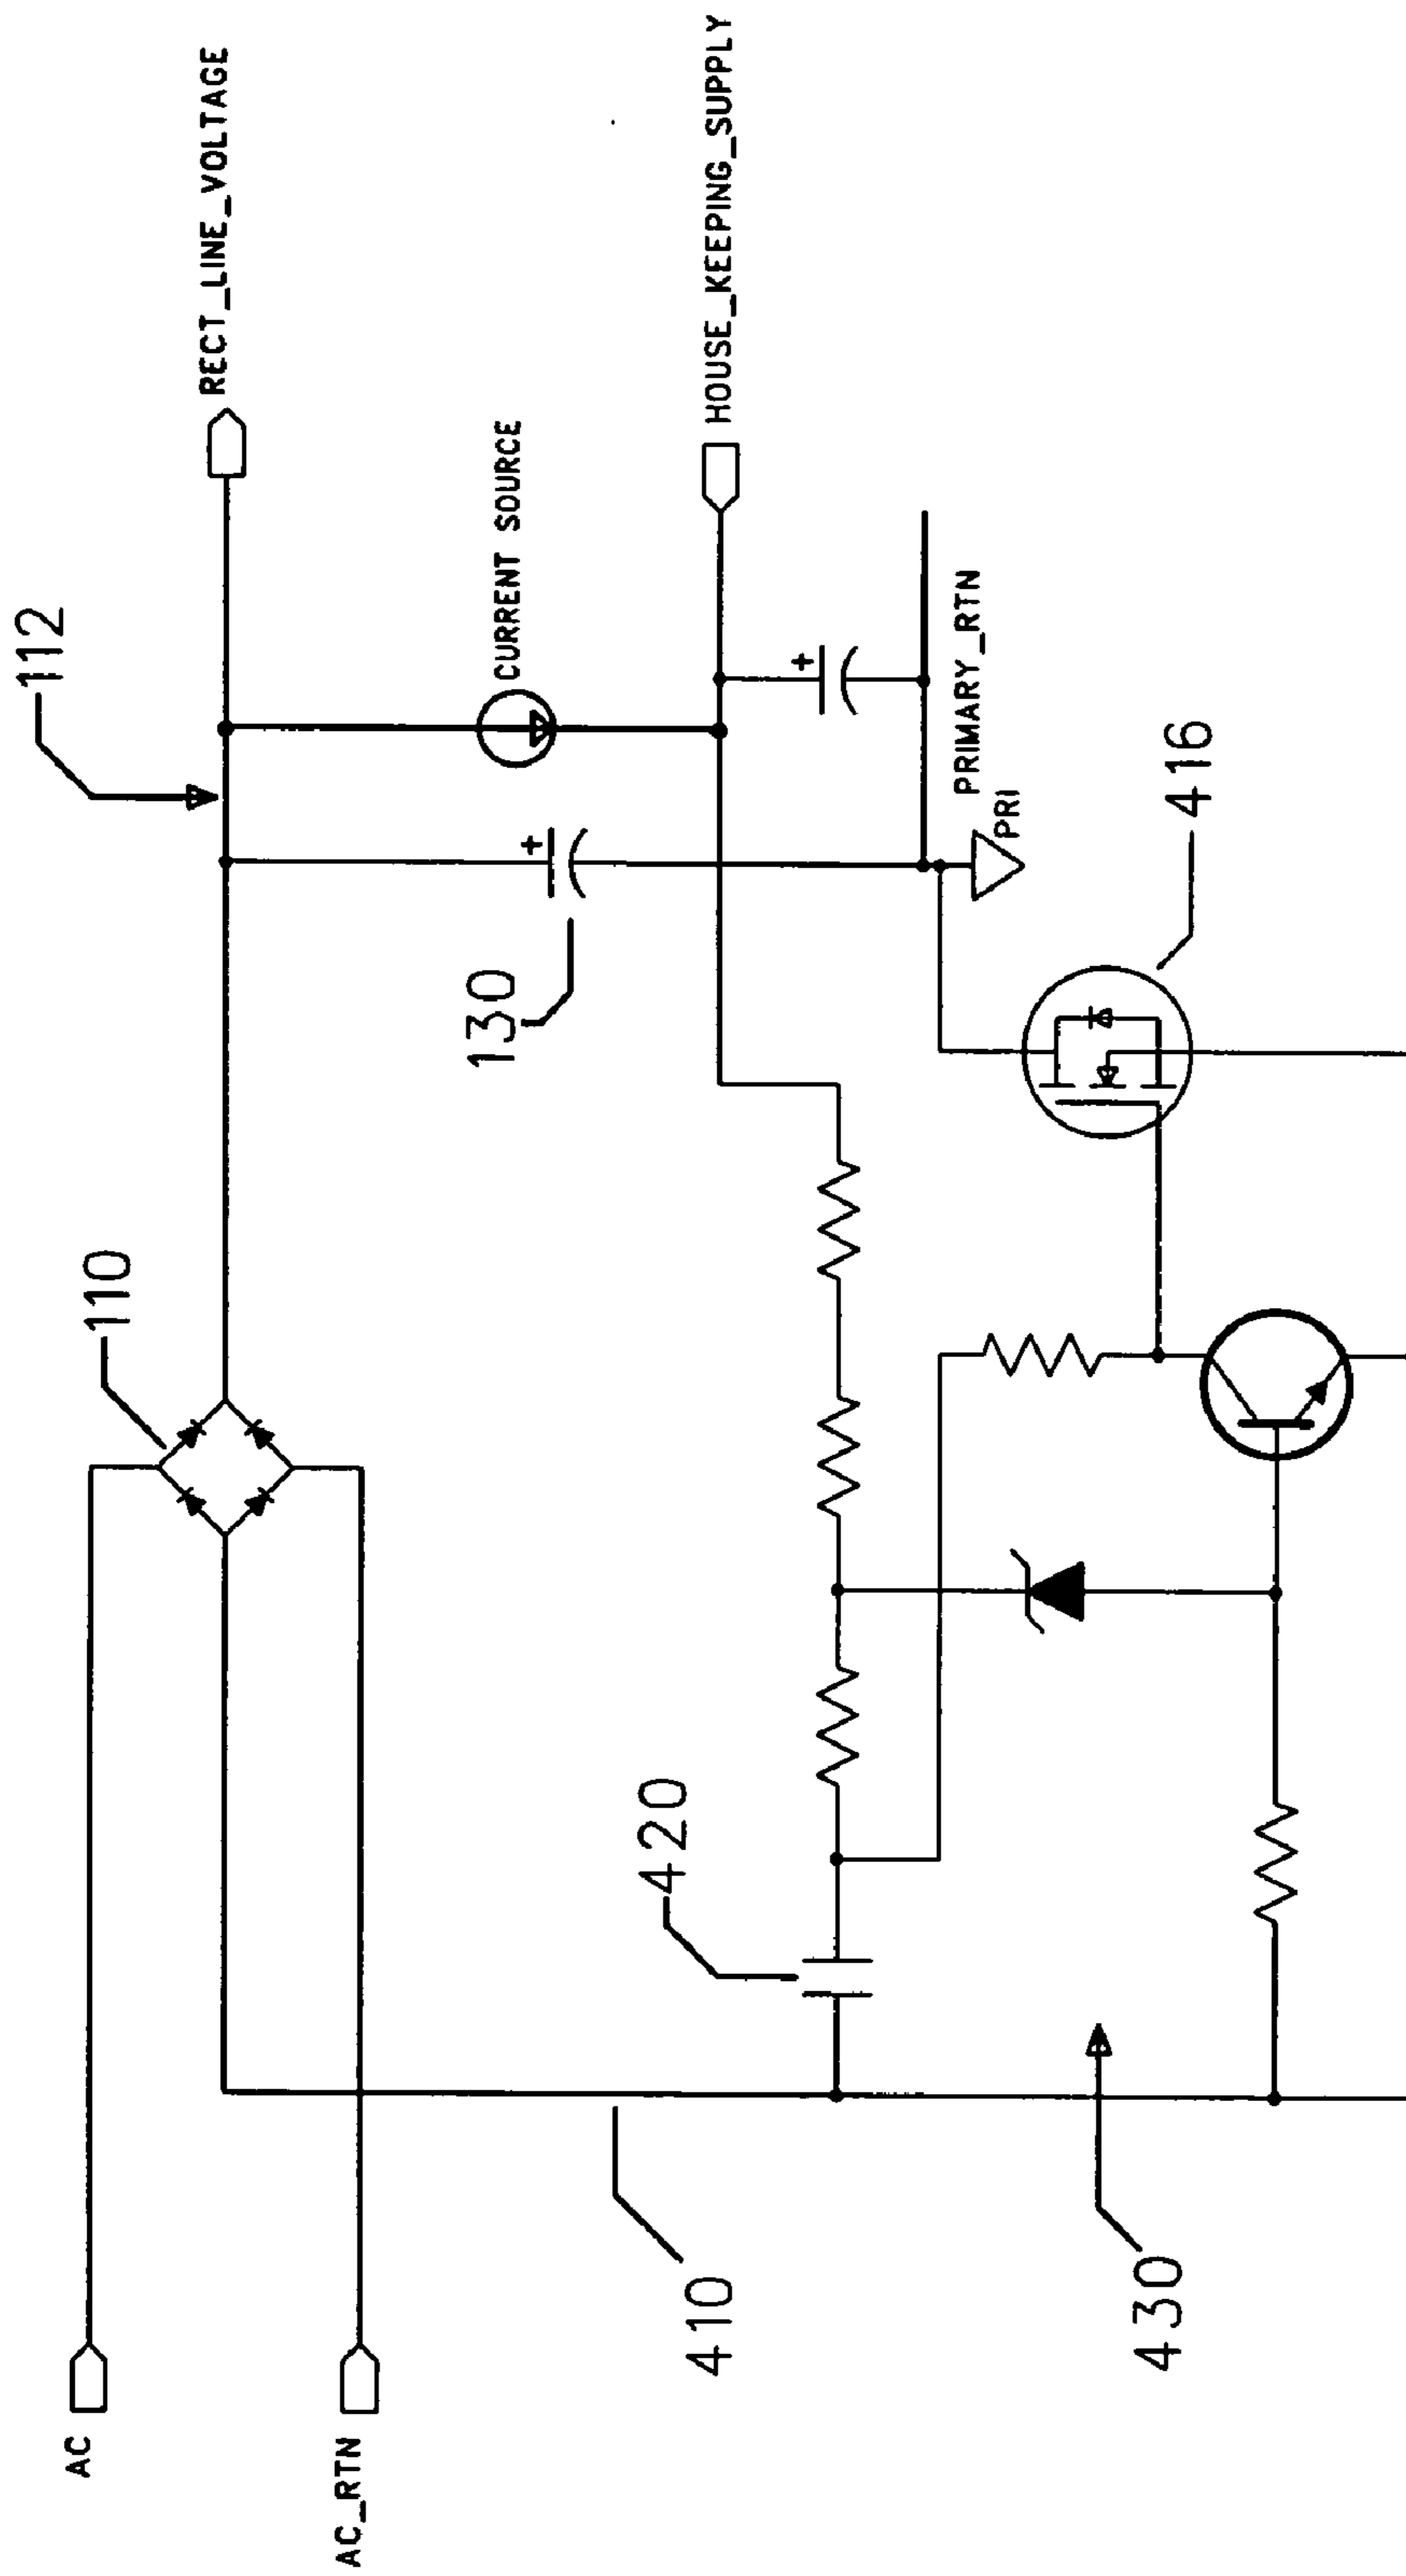 AC
AC_RTN
110
112
RECT_LINE_VOLTAGE
CURRENT SOURCE
130
HOUSE_KEEPING_SUPPLY
PRIMARY_RTN
PRI
416
420
410
430